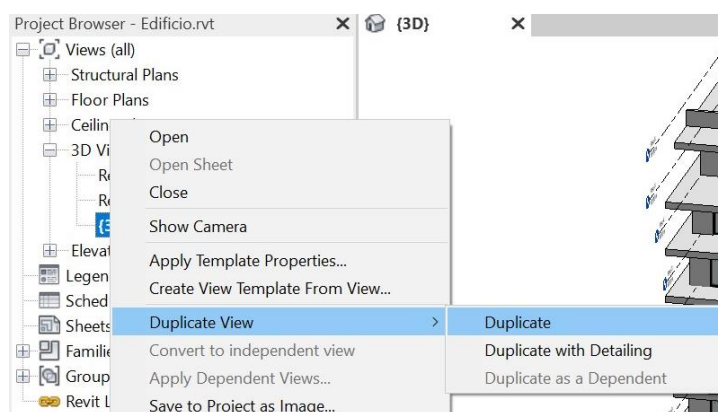 Project Browser - Edificio.rvt
{3D}
Views (all)
Structural Plans
Floor Plans
Open
Open Sheet
Close
Show Camera
Apply Template Properties...
Create View Template From View...
Duplicate View
Duplicate
Convert to independent view
Duplicate with Detailing
Apply Dependent Views...
Duplicate as a Dependent
Save to Project as Image...
Sheets